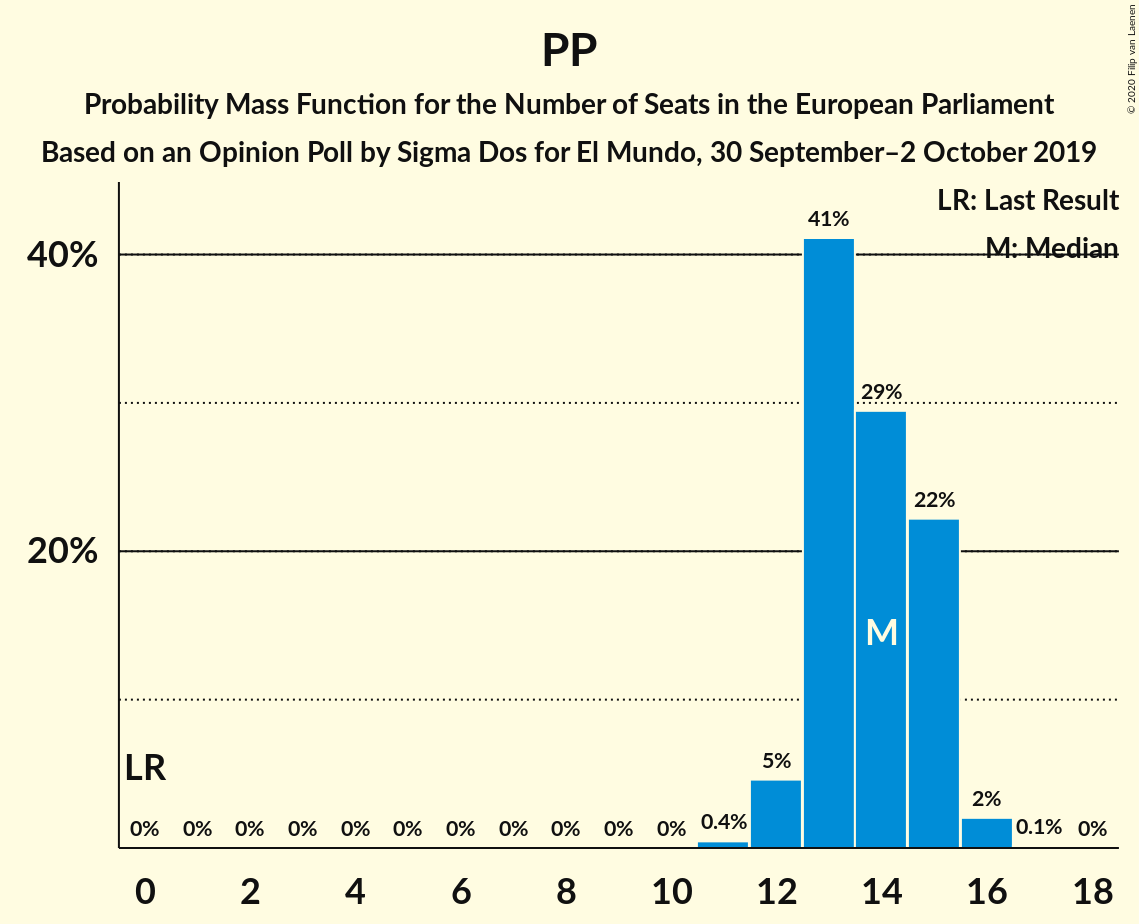 PP
Probability Mass Function for the Number of Seats in the European Parliament
Based on an Opinion Poll by Sigma Dos for El Mundo, 30 September–2 October 2019
© 2020 Filip van Laenen
LR: Last Result
M: Median
40%
20%
41%
29%
22%
M
LR
5%
2%
0% 0% 0% 0% 0% 0% 0% 0% 0% 0% 0% 0.4% 0.1% 0%
0 2 4 6 8 10 12 14 16 18